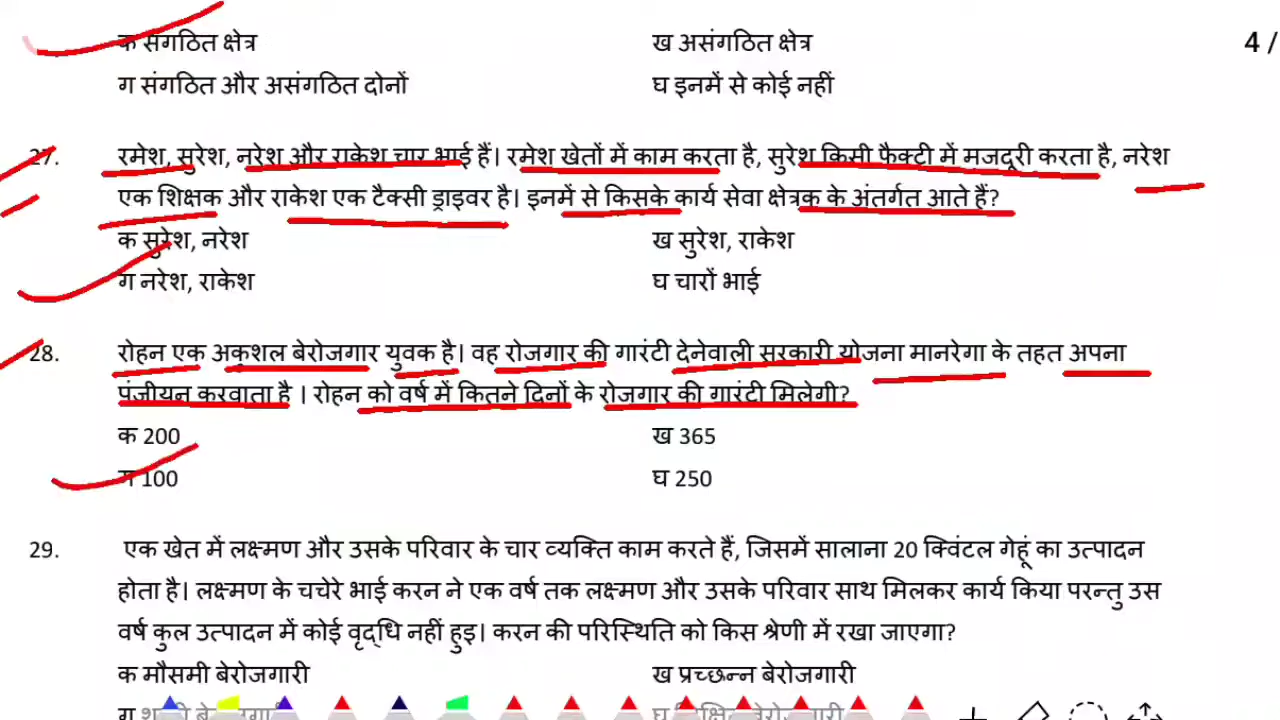 क संगठित क्षेत्र ख असंगठित क्षेत्र 4 /
ग संगठित और असंगठित दोनों घ इनमें से कोई नहीं
27. रमेश, सुरेश, नरेश और राकेश चार भाई हैं। रमेश खेतों में काम करता है, सुरेश किसी फैक्टी में मजदूरी करता है, नरेश
एक शिक्षक और राकेश एक टैक्सी ड्राइवर है। इनमें से किसके कार्य सेवा क्षेत्रक के अंतर्गत आते हैं?
क सुरेश, नरेश ख सुरेश, राकेश
ग नरेश, राकेश घ चारों भाई
28. रोहन एक अकुशल बेरोजगार युवक है। वह रोजगार की गारंटी देनेवाली सरकारी योजना मानरेगा के तहत अपना
पंजीयन करवाता है । रोहन को वर्ष में कितने दिनों के रोजगार की गारंटी मिलेगी?
क 200 ख 365
ग 100 घ 250
29. एक खेत में लक्ष्मण और उसके परिवार के चार व्यक्ति काम करते हैं, जिसमें सालाना 20 क्विंटल गेहूं का उत्पादन
होता है। लक्ष्मण के चचेरे भाई करन ने एक वर्ष तक लक्ष्मण और उसके परिवार साथ मिलकर कार्य किया परन्तु उस
वर्ष कुल उत्पादन में कोई वृद्धि नहीं हुइ। करन की परिस्थिति को किस श्रेणी में रखा जाएगा?
क मौसमी बेरोजगारी ख प्रच्छन्न बेरोजगारी
ग घ बेरोजगारी